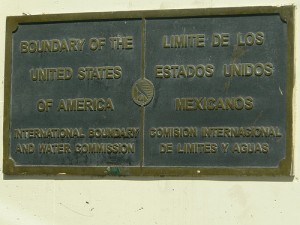 BOUNDARY OF THE
UNITED STATES
OF AMERICA
INTERNATIONAL BOUNDARY
AND WATER COMMISSION
LIMITE DE LOS
ESTADOS UNIDOS
MEXICANOS
COMISION INTERNASIONAL
DE LIMITES Y AGUAS